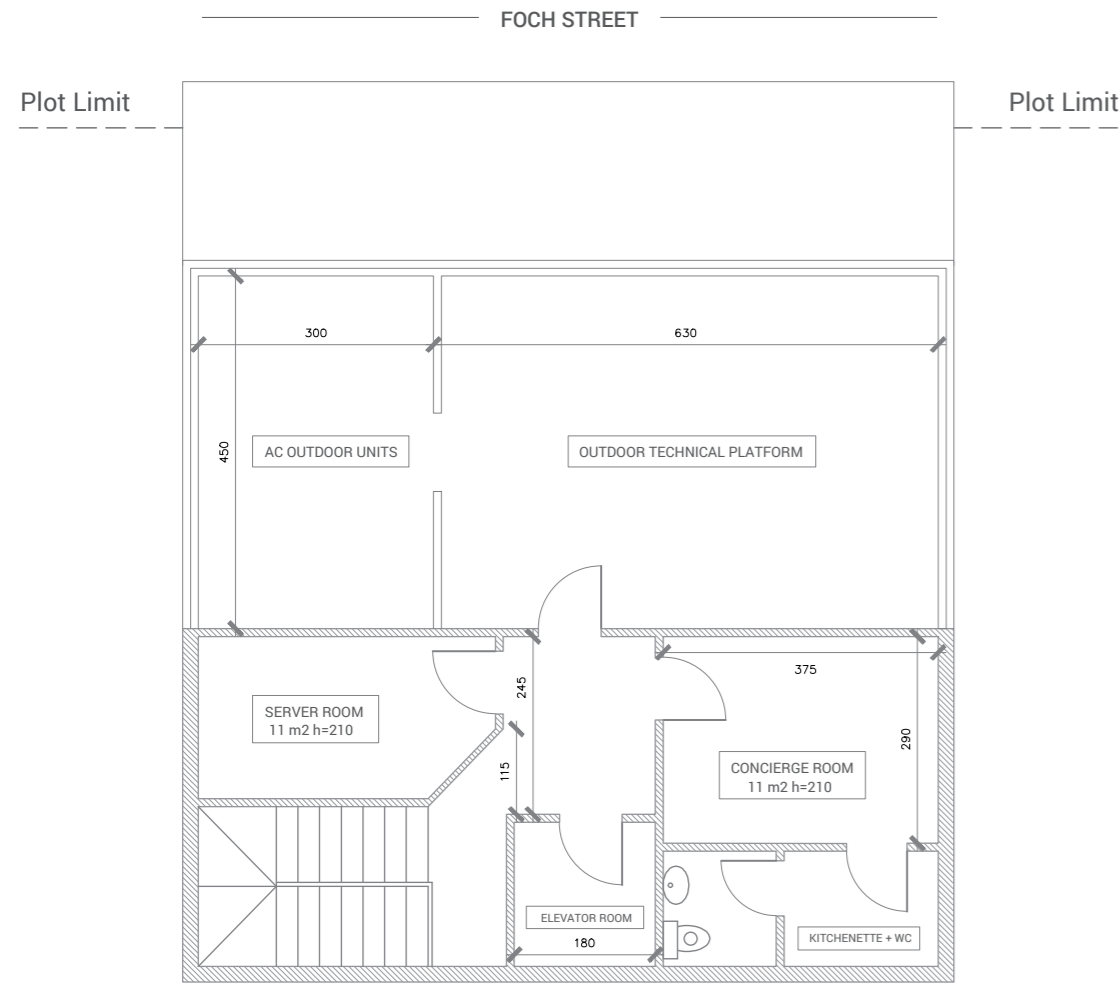 FOCH STREET
Plot Limit
Plot Limit
300
630
450
AC OUTDOOR UNITS
OUTDOOR TECHNICAL PLATFORM
375
245
SERVER ROOM
11 m2 h=210
290
115
CONCIERGE ROOM
11 m2 h=210
ELEVATOR ROOM
180
KITCHENETTE + WC